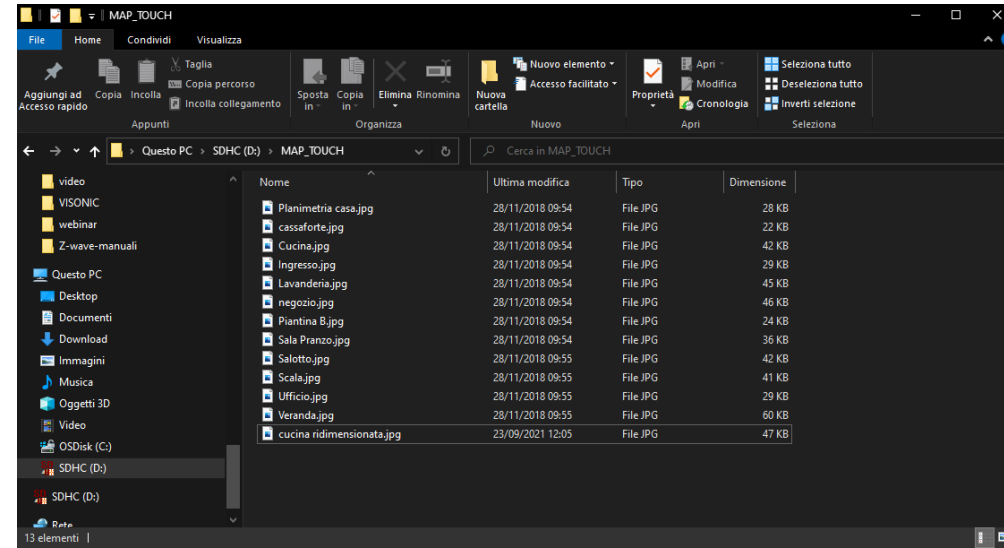 MAP_TOUCH
File Home Condividi Visualizza
Aggiungi ad Accesso rapido
Copia
Incolla
Taglia
Copia percorso
Incolla collegamento
Appunti
Sposta in
Copia in
Elimina
Rinomina
Organizza
Nuova cartella
Nuovo elemento
Accesso facilitato
Nuovo
Proprietà
Apri
Modifica
Cronologia
Apri
Seleziona tutto
Deseleziona tutto
Inverti selezione
Seleziona
Questo PC > SDHC (D:) > MAP_TOUCH
Cerca in MAP_TOUCH
video
VISONIC
webinar
Z-wave-manuali
Questo PC
Desktop
Documenti
Download
Immagini
Musica
Oggetti 3D
Video
OSDisk (C:)
SDHC (D:)
SDHC (D:)
Rete
Nome Ultima modifica Tipo Dimensione
Planimetria casa.jpg 28/11/2018 09:54 File JPG 28 KB
cassaforte.jpg 28/11/2018 09:54 File JPG 22 KB
Cucina.jpg 28/11/2018 09:54 File JPG 42 KB
Ingresso.jpg 28/11/2018 09:54 File JPG 29 KB
Lavanderia.jpg 28/11/2018 09:54 File JPG 45 KB
negozio.jpg 28/11/2018 09:54 File JPG 46 KB
Piantina B.jpg 28/11/2018 09:54 File JPG 24 KB
Sala Pranzo.jpg 28/11/2018 09:54 File JPG 36 KB
Salotto.jpg 28/11/2018 09:55 File JPG 42 KB
Scala.jpg 28/11/2018 09:55 File JPG 41 KB
Ufficio.jpg 28/11/2018 09:55 File JPG 29 KB
Veranda.jpg 28/11/2018 09:55 File JPG 60 KB
cucina ridimensionata.jpg 23/09/2021 12:05 File JPG 47 KB
13 elementi